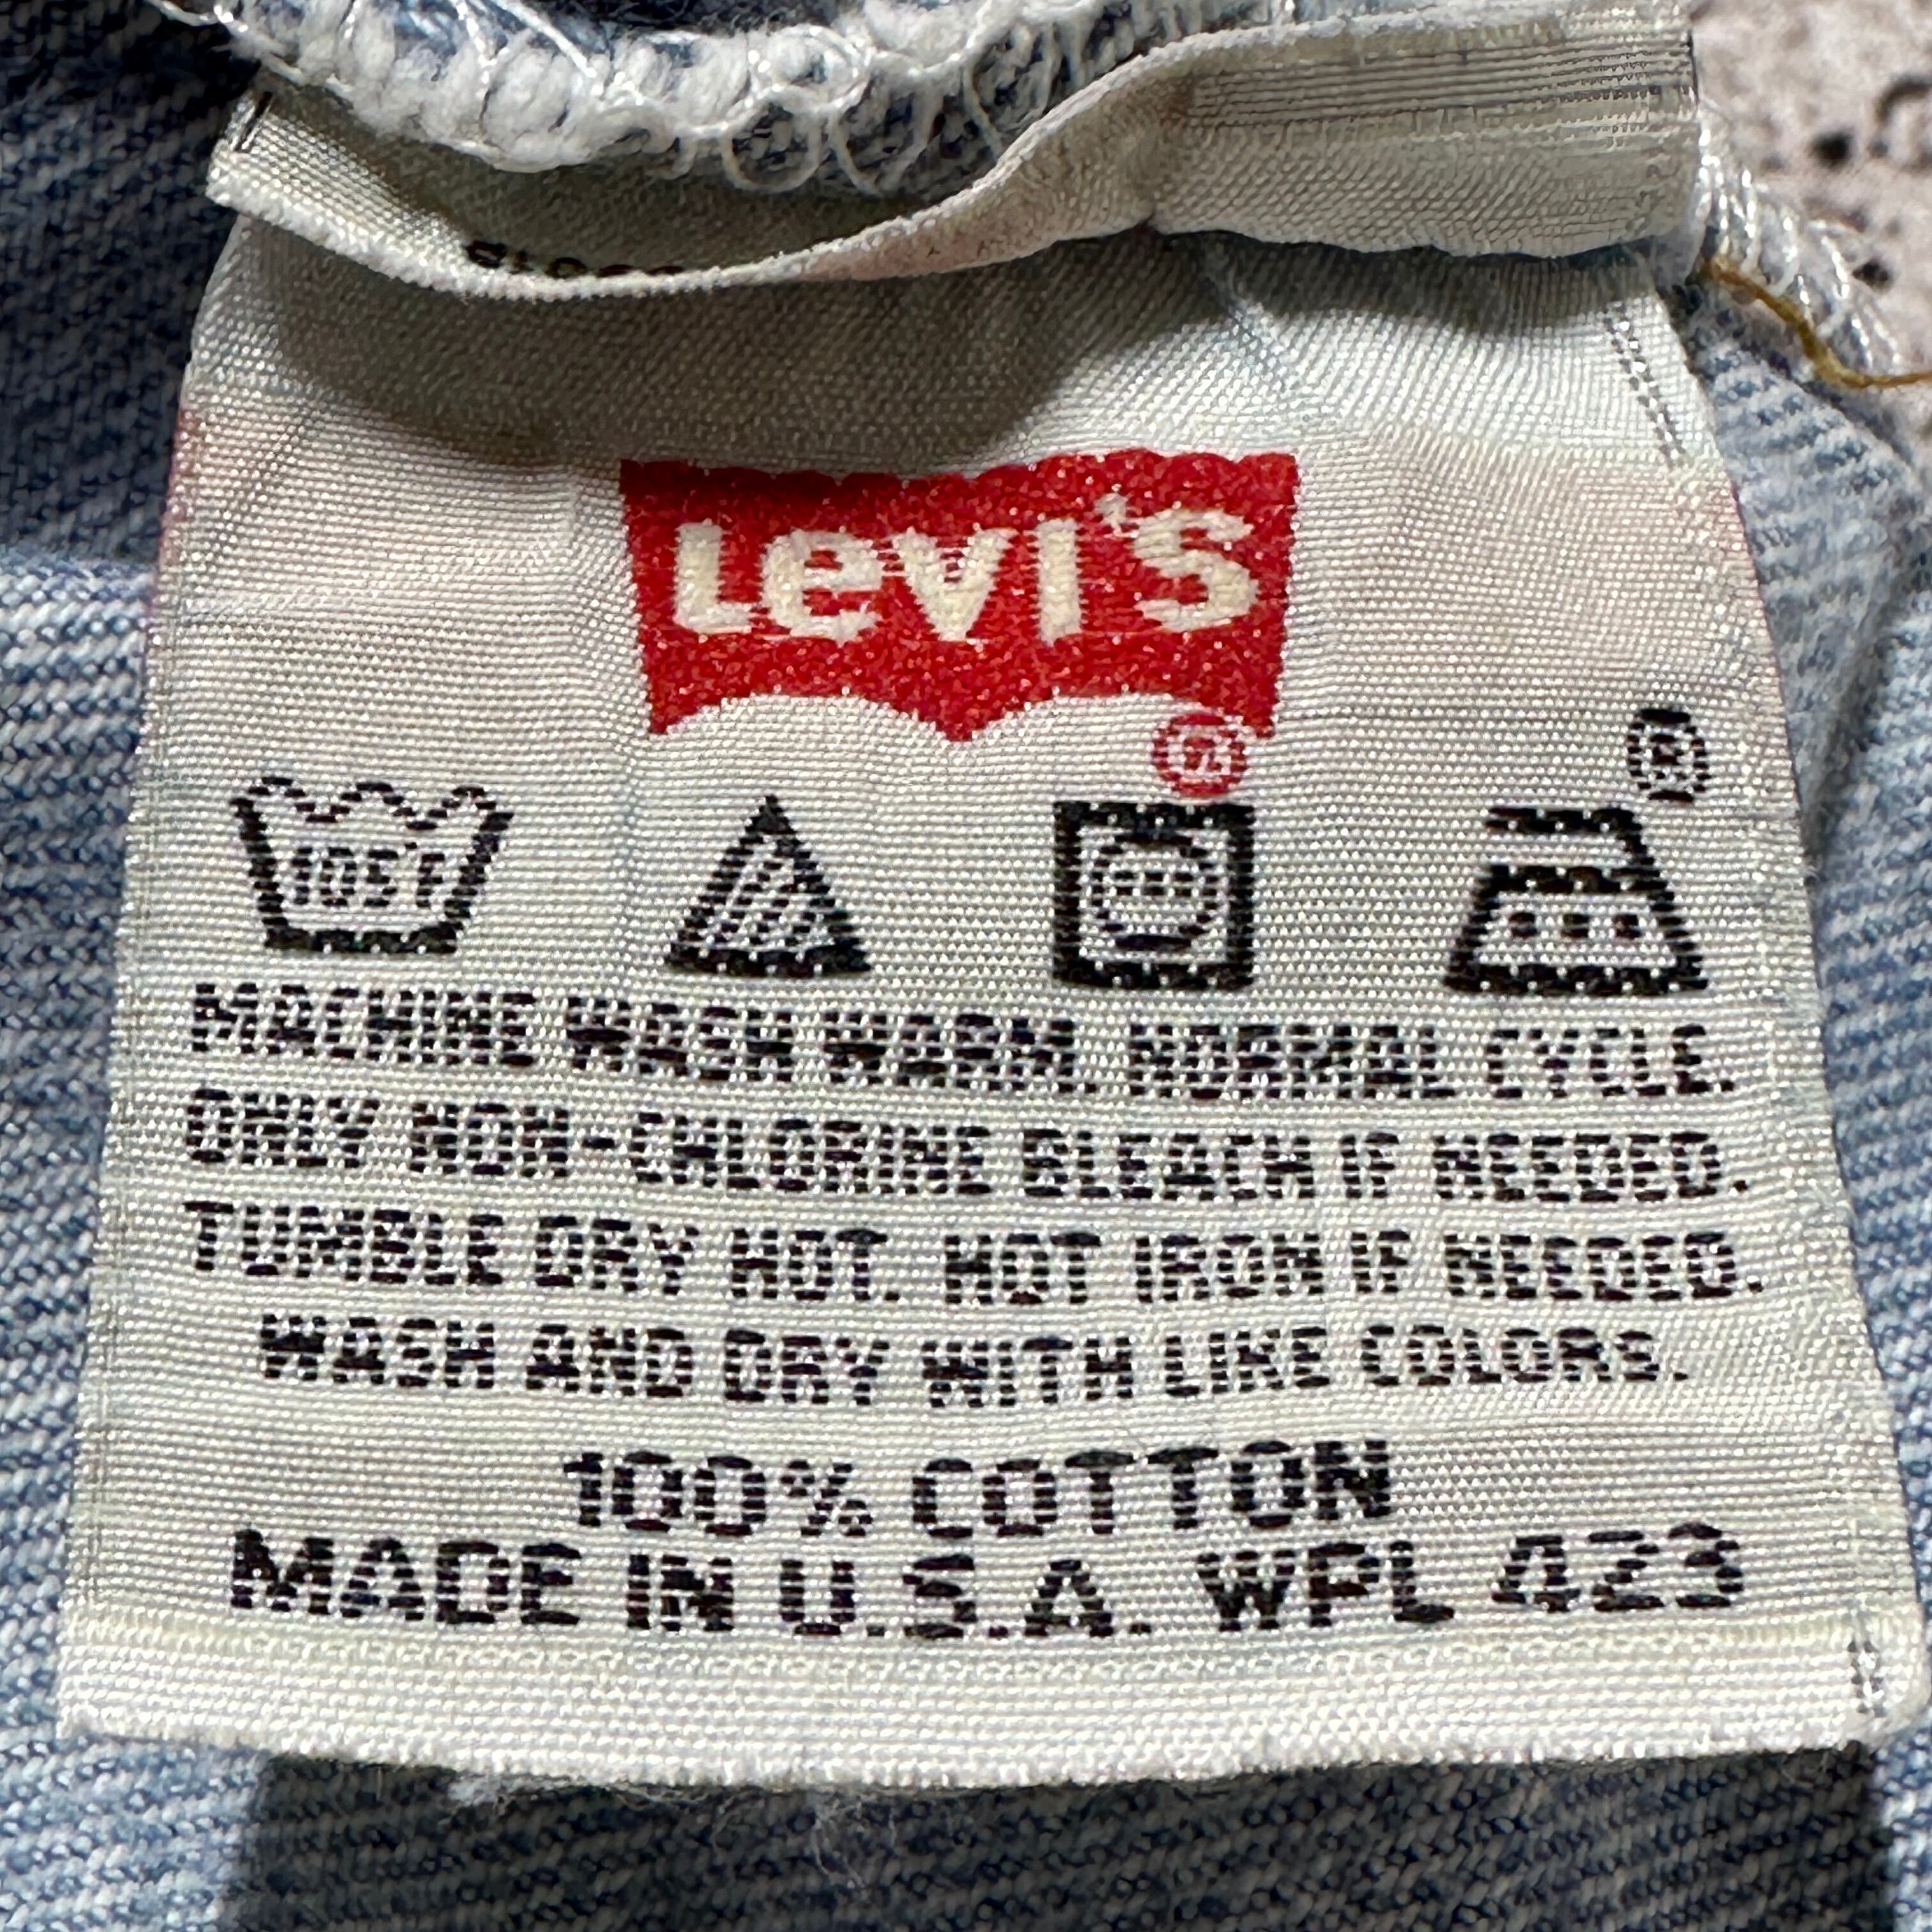 Levi's
®
®
105F
MACHINE WASH WARM. NORMAL CYCLE.
ONLY NON-CHLORINE BLEACH IF NEEDED.
TUMBLE DRY HOT. HOT IRON IF NEEDED.
WASH AND DRY WITH LIKE COLORS.
100% COTTON
MADE IN U.S.A. WPL 423